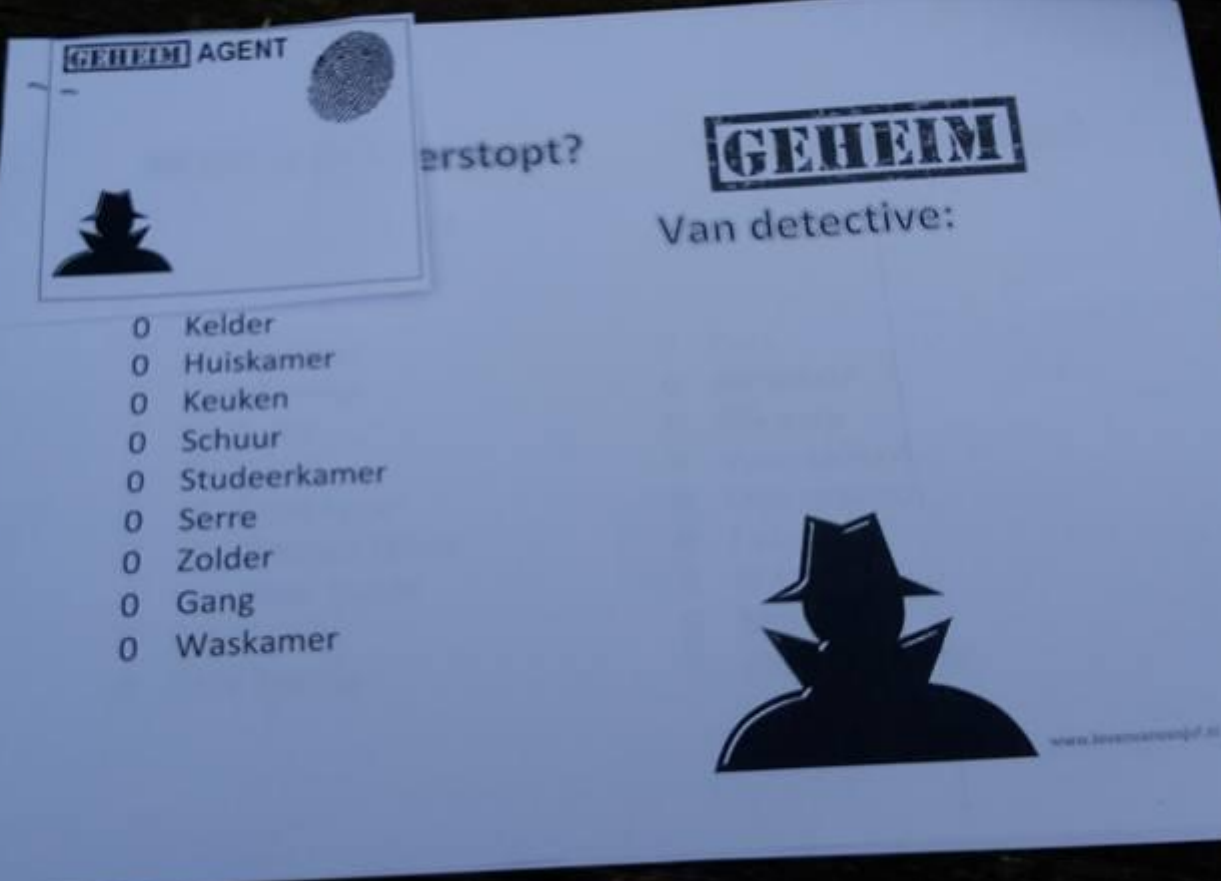 GEHEIM AGENT
erstopt?
0 Kelder
0 Huiskamer
0 Keuken
0 Schuur
0 Studeerkamer
0 Serre
0 Zolder
0 Gang
0 Waskamer
GEHEIM
Van detective: